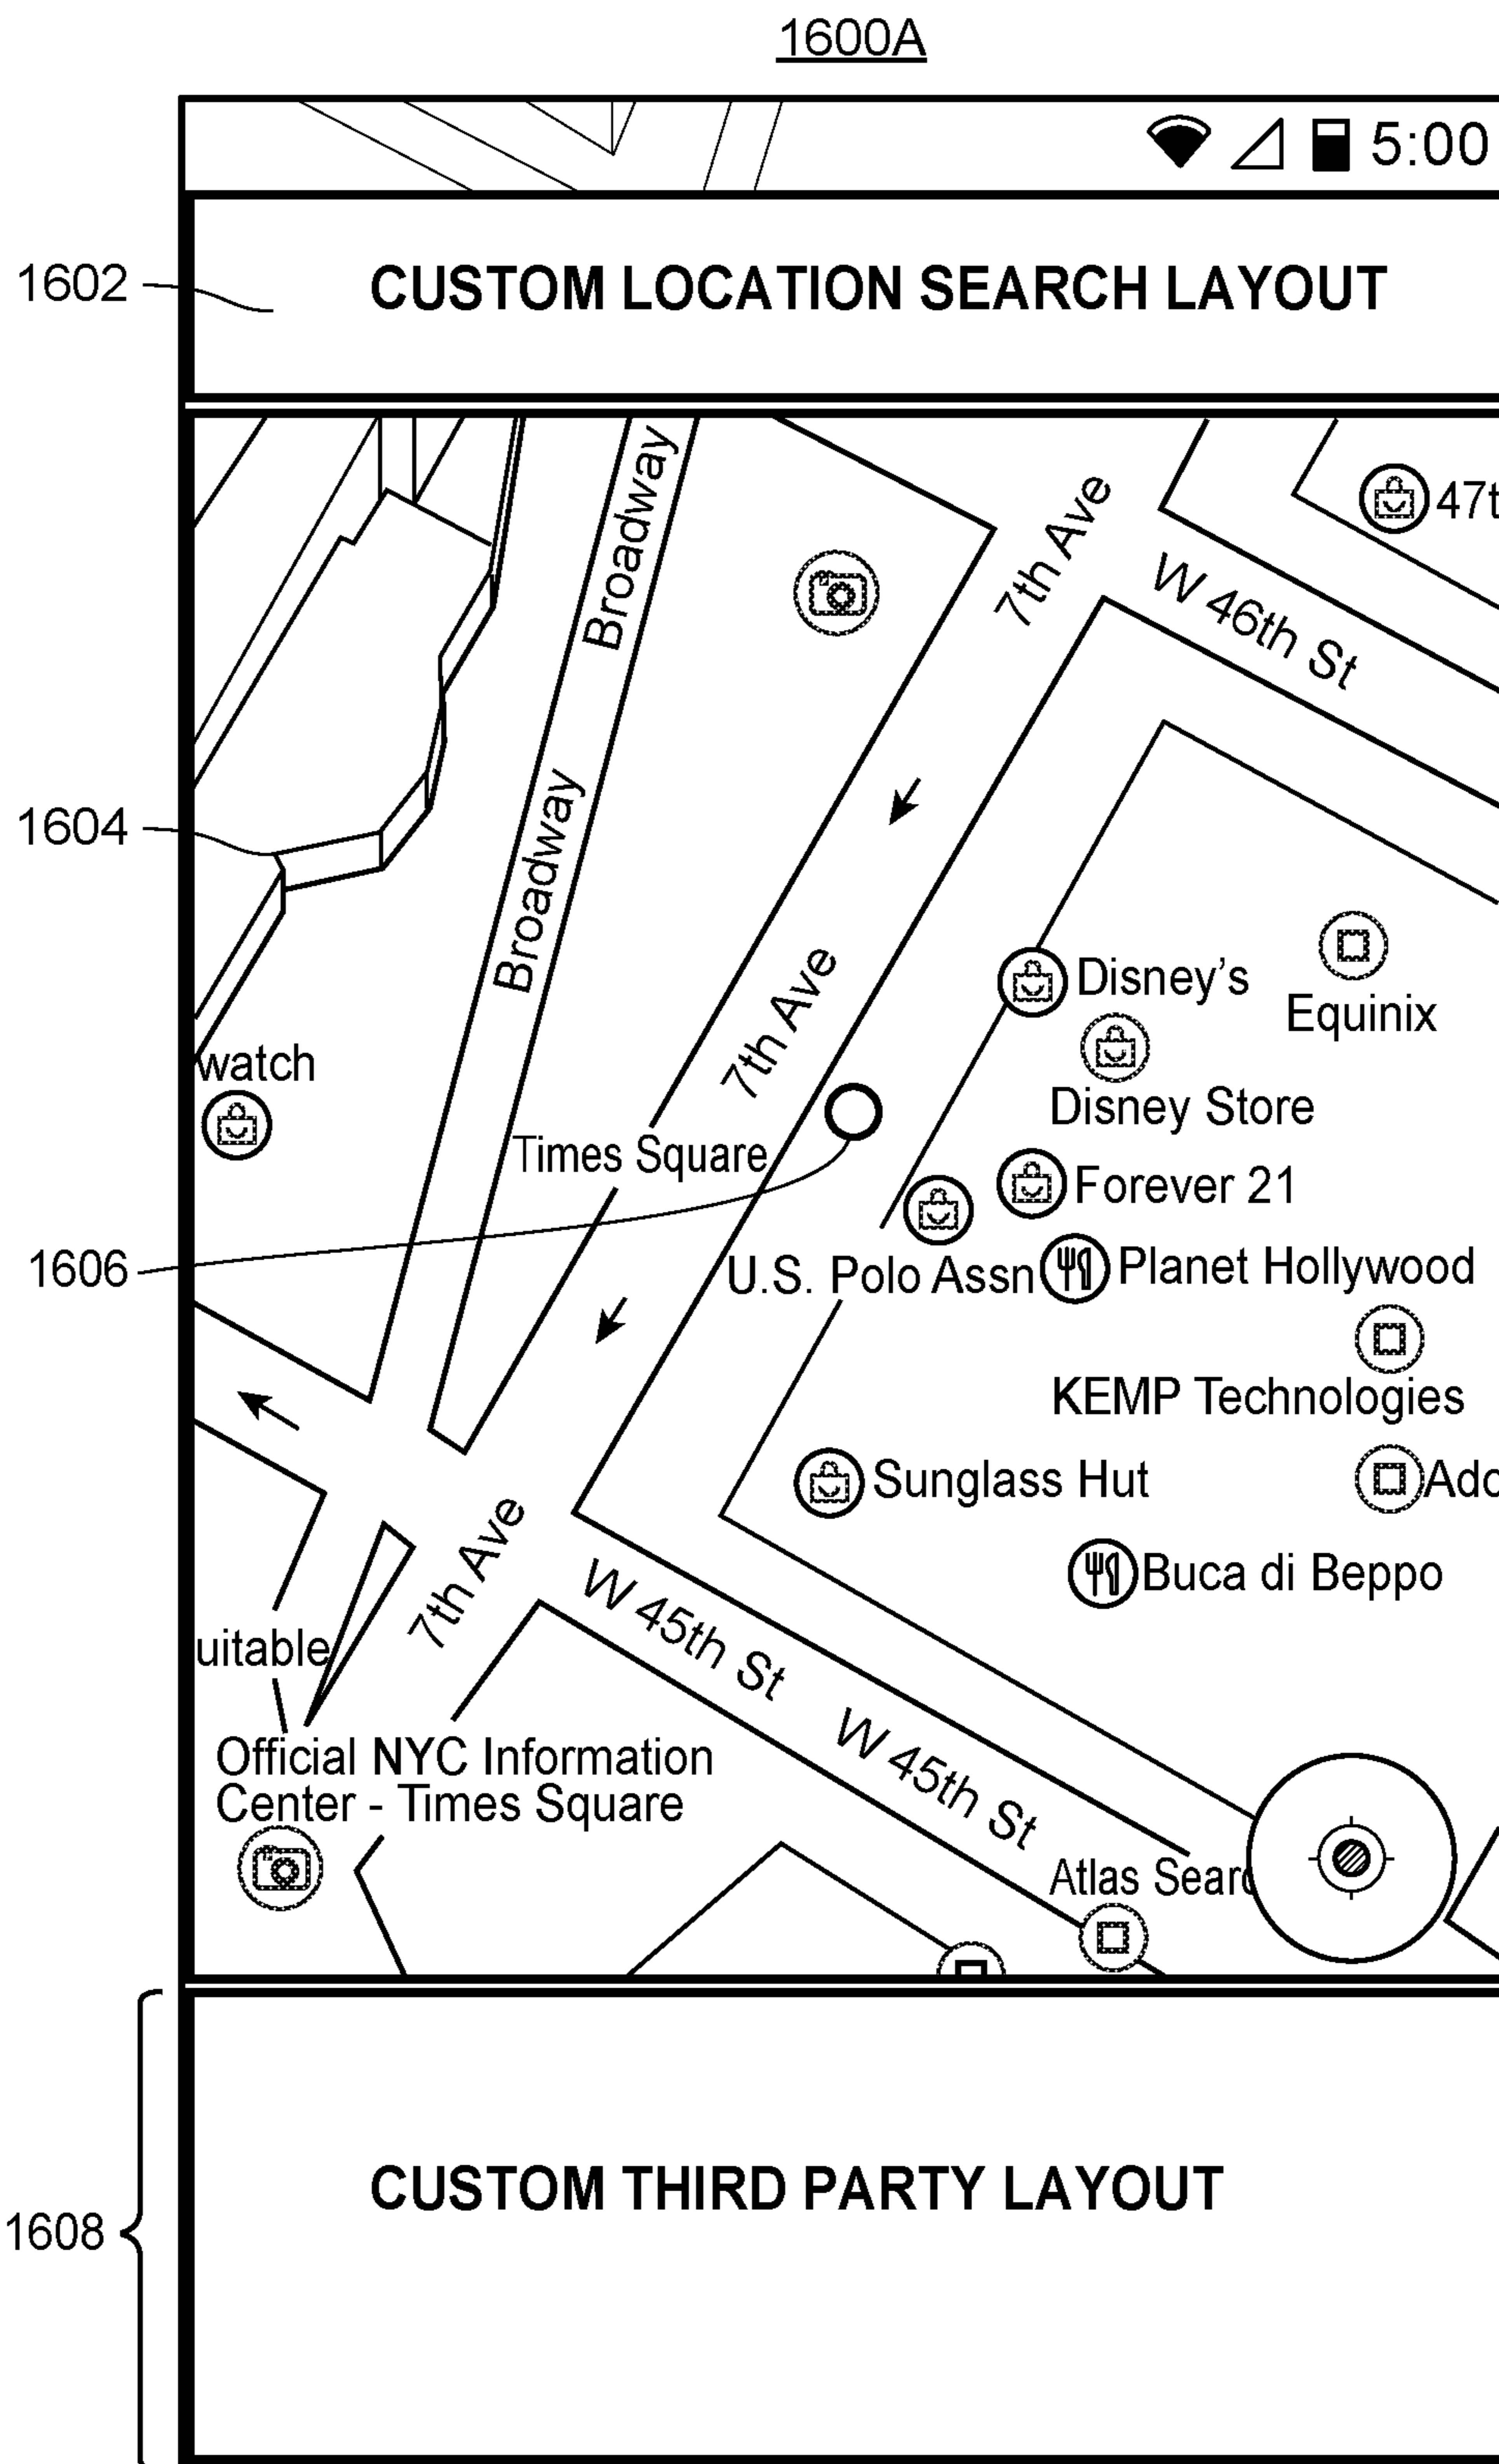 1600A
5:00
1602
CUSTOM LOCATION SEARCH LAYOUT
Broadway
7th Ave
47t
W 46th St
1604
Broadway
7th Ave
Disney's
Equinix
watch
Disney Store
Times Square
Forever 21
1606
U.S. Polo Assn
Planet Hollywood
KEMP Technologies
Sunglass Hut
Adc
Buca di Beppo
7th Ave
W 45th St
uitable
W 45th St
Official NYC Information
Center - Times Square
Atlas Sear
CUSTOM THIRD PARTY LAYOUT
1608